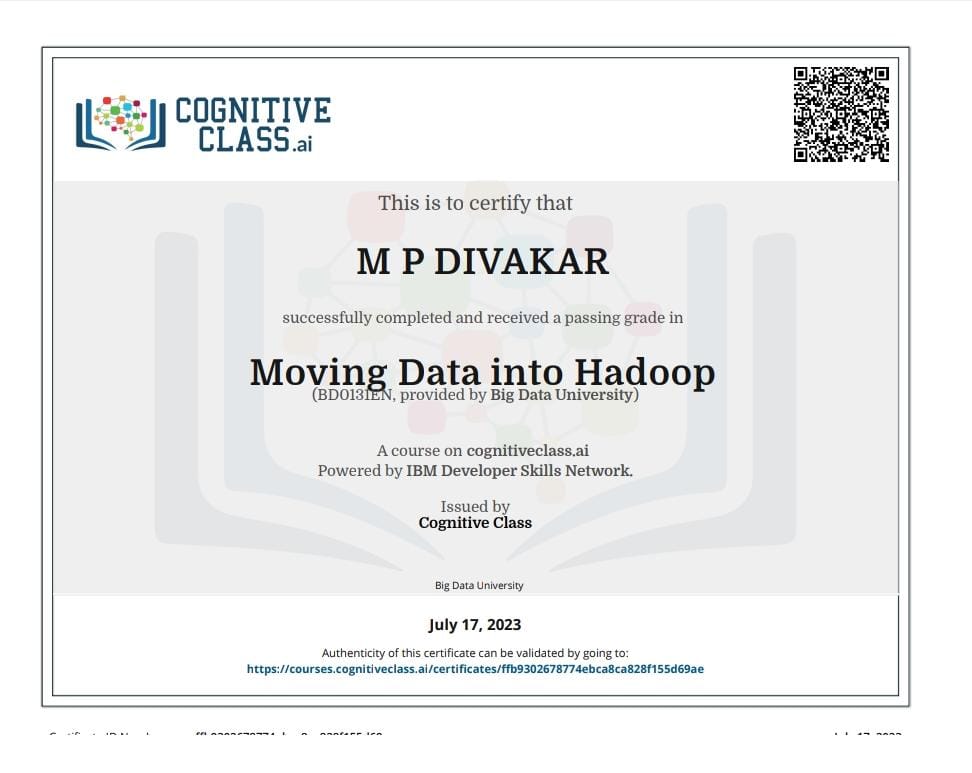 COGNITIVE
CLASS.ai
This is to certify that
M P DIVAKAR
successfully completed and received a passing grade in
Moving Data into Hadoop
(BD0131EN, provided by Big Data University)
A course on cognitiveclass.ai
Powered by IBM Developer Skills Network.
Issued by
Cognitive Class
Big Data University
July 17, 2023
Authenticity of this certificate can be validated by going to:
https://courses.cognitiveclass.ai/certificates/ffb9302678774ebca8ca828f155d69ae
July 17, 2023